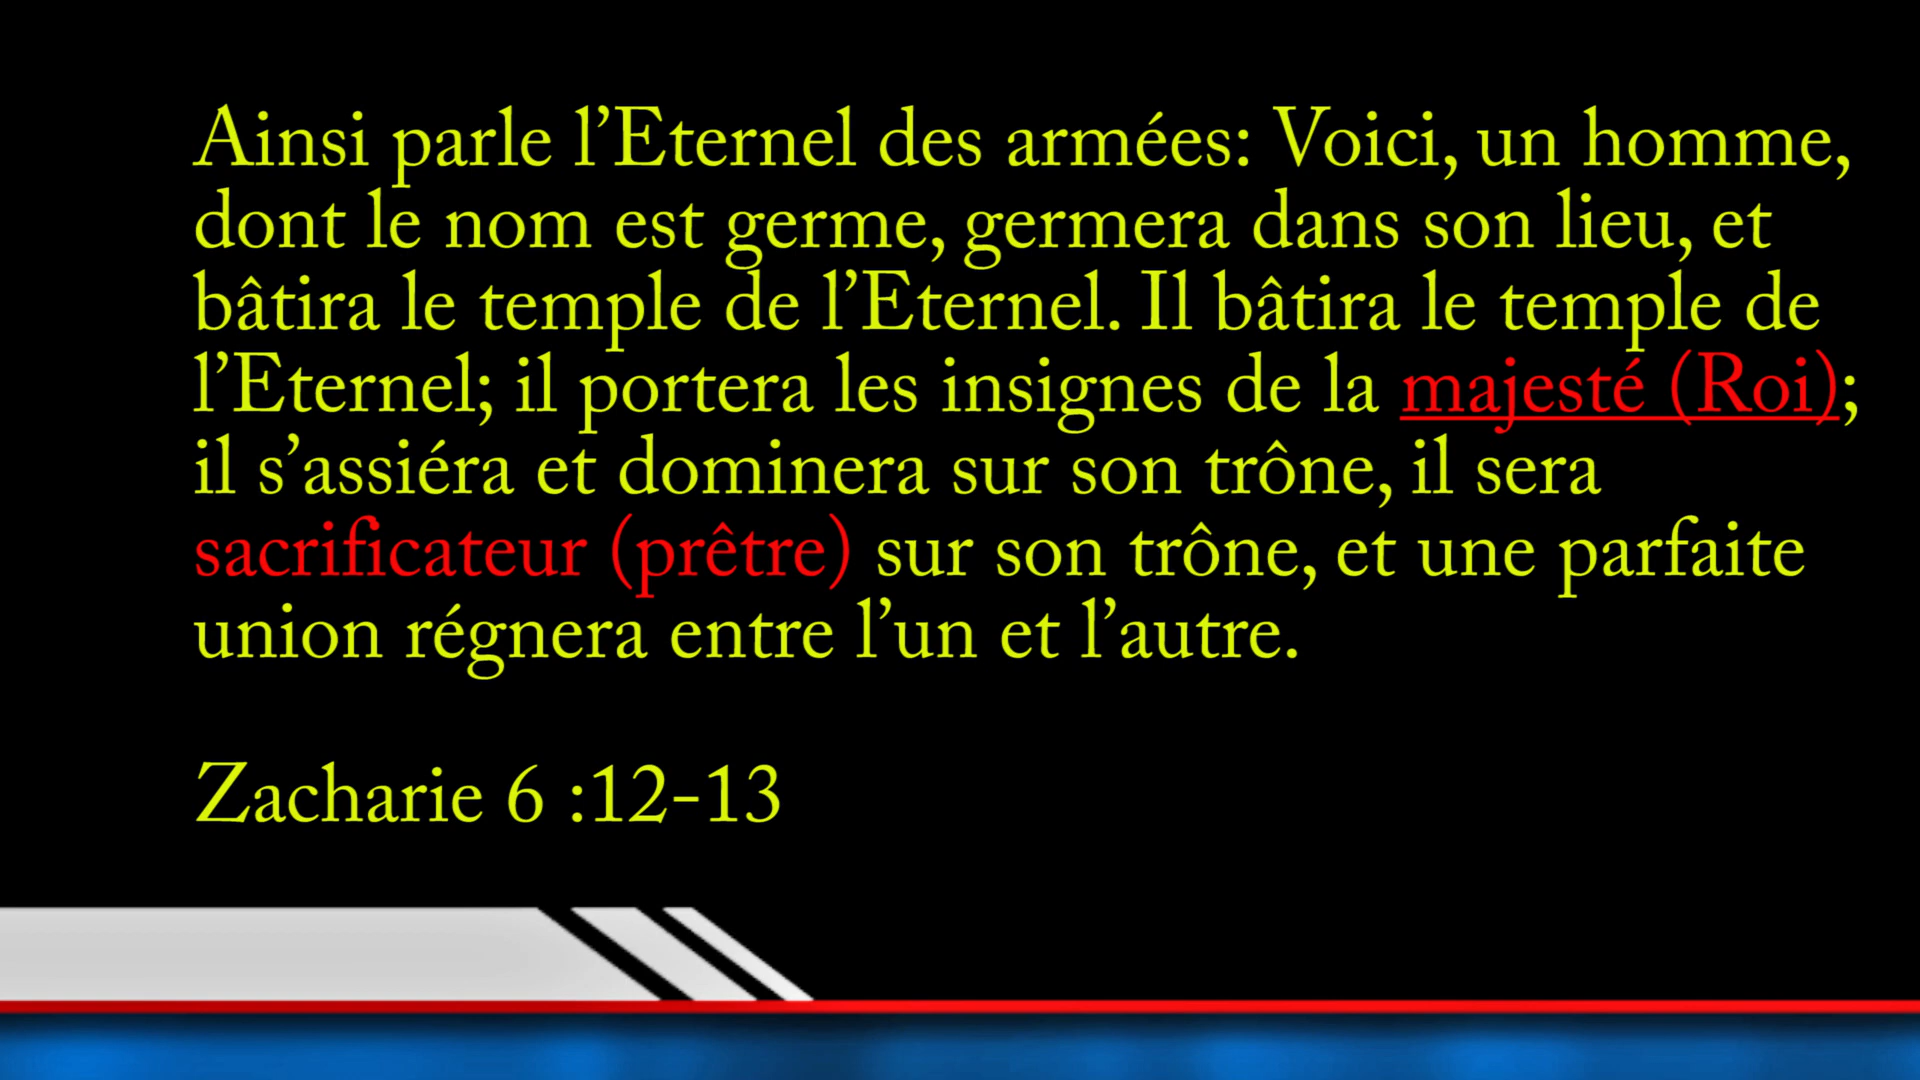 Ainsi parle l’Eternel des armées: Voici, un homme,
dont le nom est germe, germera dans son lieu, et
bâtira le temple de l’Eternel. Il bâtira le temple de
l’Eternel; il portera les insignes de la majesté (Roi);
il s’assiéra et dominera sur son trône, il sera
sacrificateur (prêtre) sur son trône, et une parfaite
union régnera entre l’un et l’autre.
Zacharie 6 :12-13